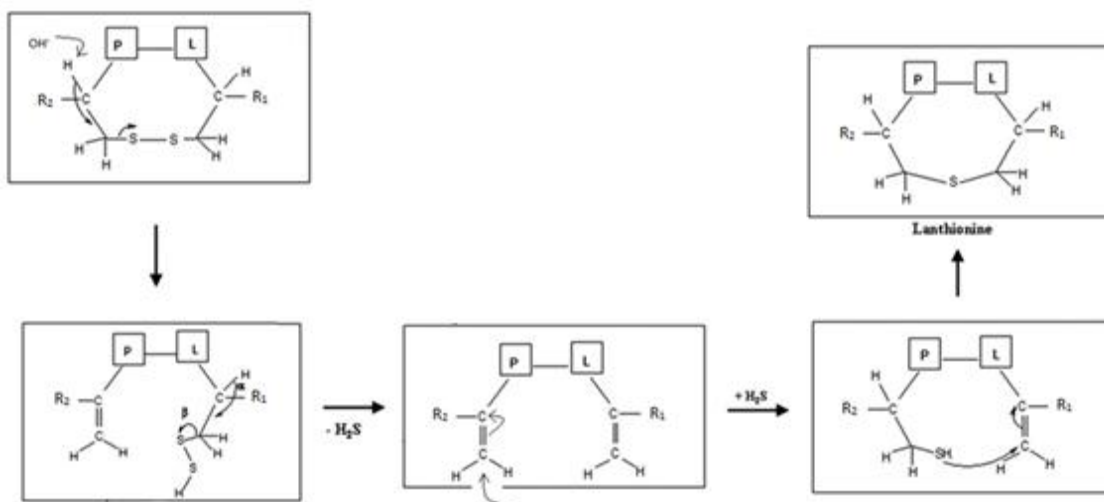 P L
OH⁻
H H
R₂ C C R₁
S S
H H H H
P L
H H
R₂ C C R₁
H S H
H H
Lanthionine
P L
R₂ C H α
C R₁
β
C S H
H H H
S
H
- H₂S
P L
R₂ C C R₁
C C
H H H H
+ H₂S
P L
H
R₂ C C R₁
H SH C
H H H